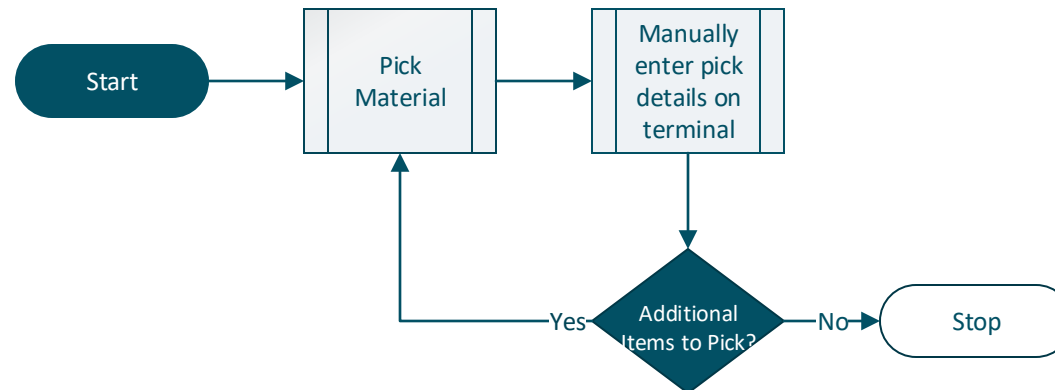 Start
Pick
Material
Manually
enter pick
details on
terminal
Additional
Items to Pick?
Yes
No
Stop